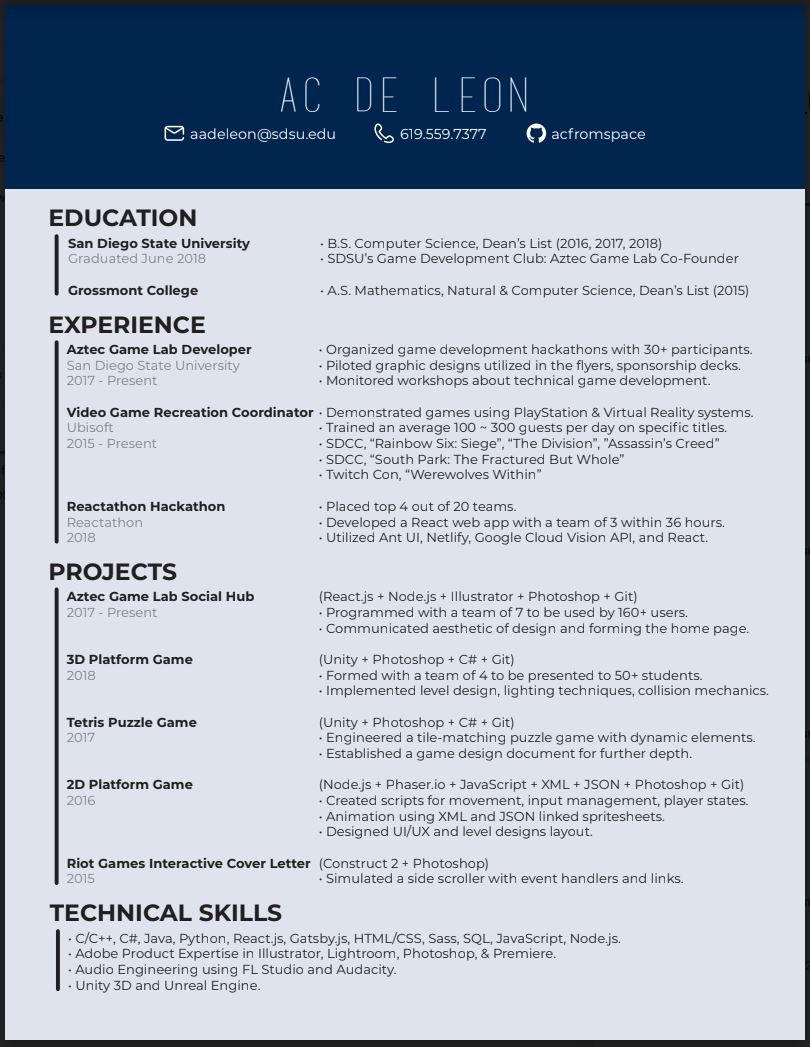 AC DE LEON
aadeleon@sdsu.edu 619.559.7377 acfromspace
EDUCATION
San Diego State University • B.S. Computer Science, Dean’s List (2016, 2017, 2018)
Graduated June 2018 • SDSU’s Game Development Club: Aztec Game Lab Co-Founder
Grossmont College • A.S. Mathematics, Natural & Computer Science, Dean’s List (2015)
EXPERIENCE
Aztec Game Lab Developer • Organized game development hackathons with 30+ participants.
San Diego State University • Piloted graphic designs utilized in the flyers, sponsorship decks.
2017 - Present • Monitored workshops about technical game development.
Video Game Recreation Coordinator • Demonstrated games using PlayStation & Virtual Reality systems.
Ubisoft • Trained an average 100 ~ 300 guests per day on specific titles.
2015 - Present • SDCC, “Rainbow Six: Siege”, “The Division”, ”Assassin’s Creed”
• SDCC, “South Park: The Fractured But Whole”
• Twitch Con, “Werewolves Within”
Reactathon Hackathon • Placed top 4 out of 20 teams.
Reactathon • Developed a React web app with a team of 3 within 36 hours.
2018 • Utilized Ant UI, Netlify, Google Cloud Vision API, and React.
PROJECTS
Aztec Game Lab Social Hub (React.js + Node.js + Illustrator + Photoshop + Git)
2017 - Present • Programmed with a team of 7 to be used by 160+ users.
• Communicated aesthetic of design and forming the home page.
3D Platform Game (Unity + Photoshop + C# + Git)
2018 • Formed with a team of 4 to be presented to 50+ students.
• Implemented level design, lighting techniques, collision mechanics.
Tetris Puzzle Game (Unity + Photoshop + C# + Git)
2017 • Engineered a tile-matching puzzle game with dynamic elements.
• Established a game design document for further depth.
2D Platform Game (Node.js + Phaser.io + JavaScript + XML + JSON + Photoshop + Git)
2016 • Created scripts for movement, input management, player states.
• Animation using XML and JSON linked spritesheets.
• Designed UI/UX and level designs layout.
Riot Games Interactive Cover Letter (Construct 2 + Photoshop)
2015 • Simulated a side scroller with event handlers and links.
TECHNICAL SKILLS
• C/C++, C#, Java, Python, React.js, Gatsby.js, HTML/CSS, Sass, SQL, JavaScript, Node.js.
• Adobe Product Expertise in Illustrator, Lightroom, Photoshop, & Premiere.
• Audio Engineering using FL Studio and Audacity.
• Unity 3D and Unreal Engine.